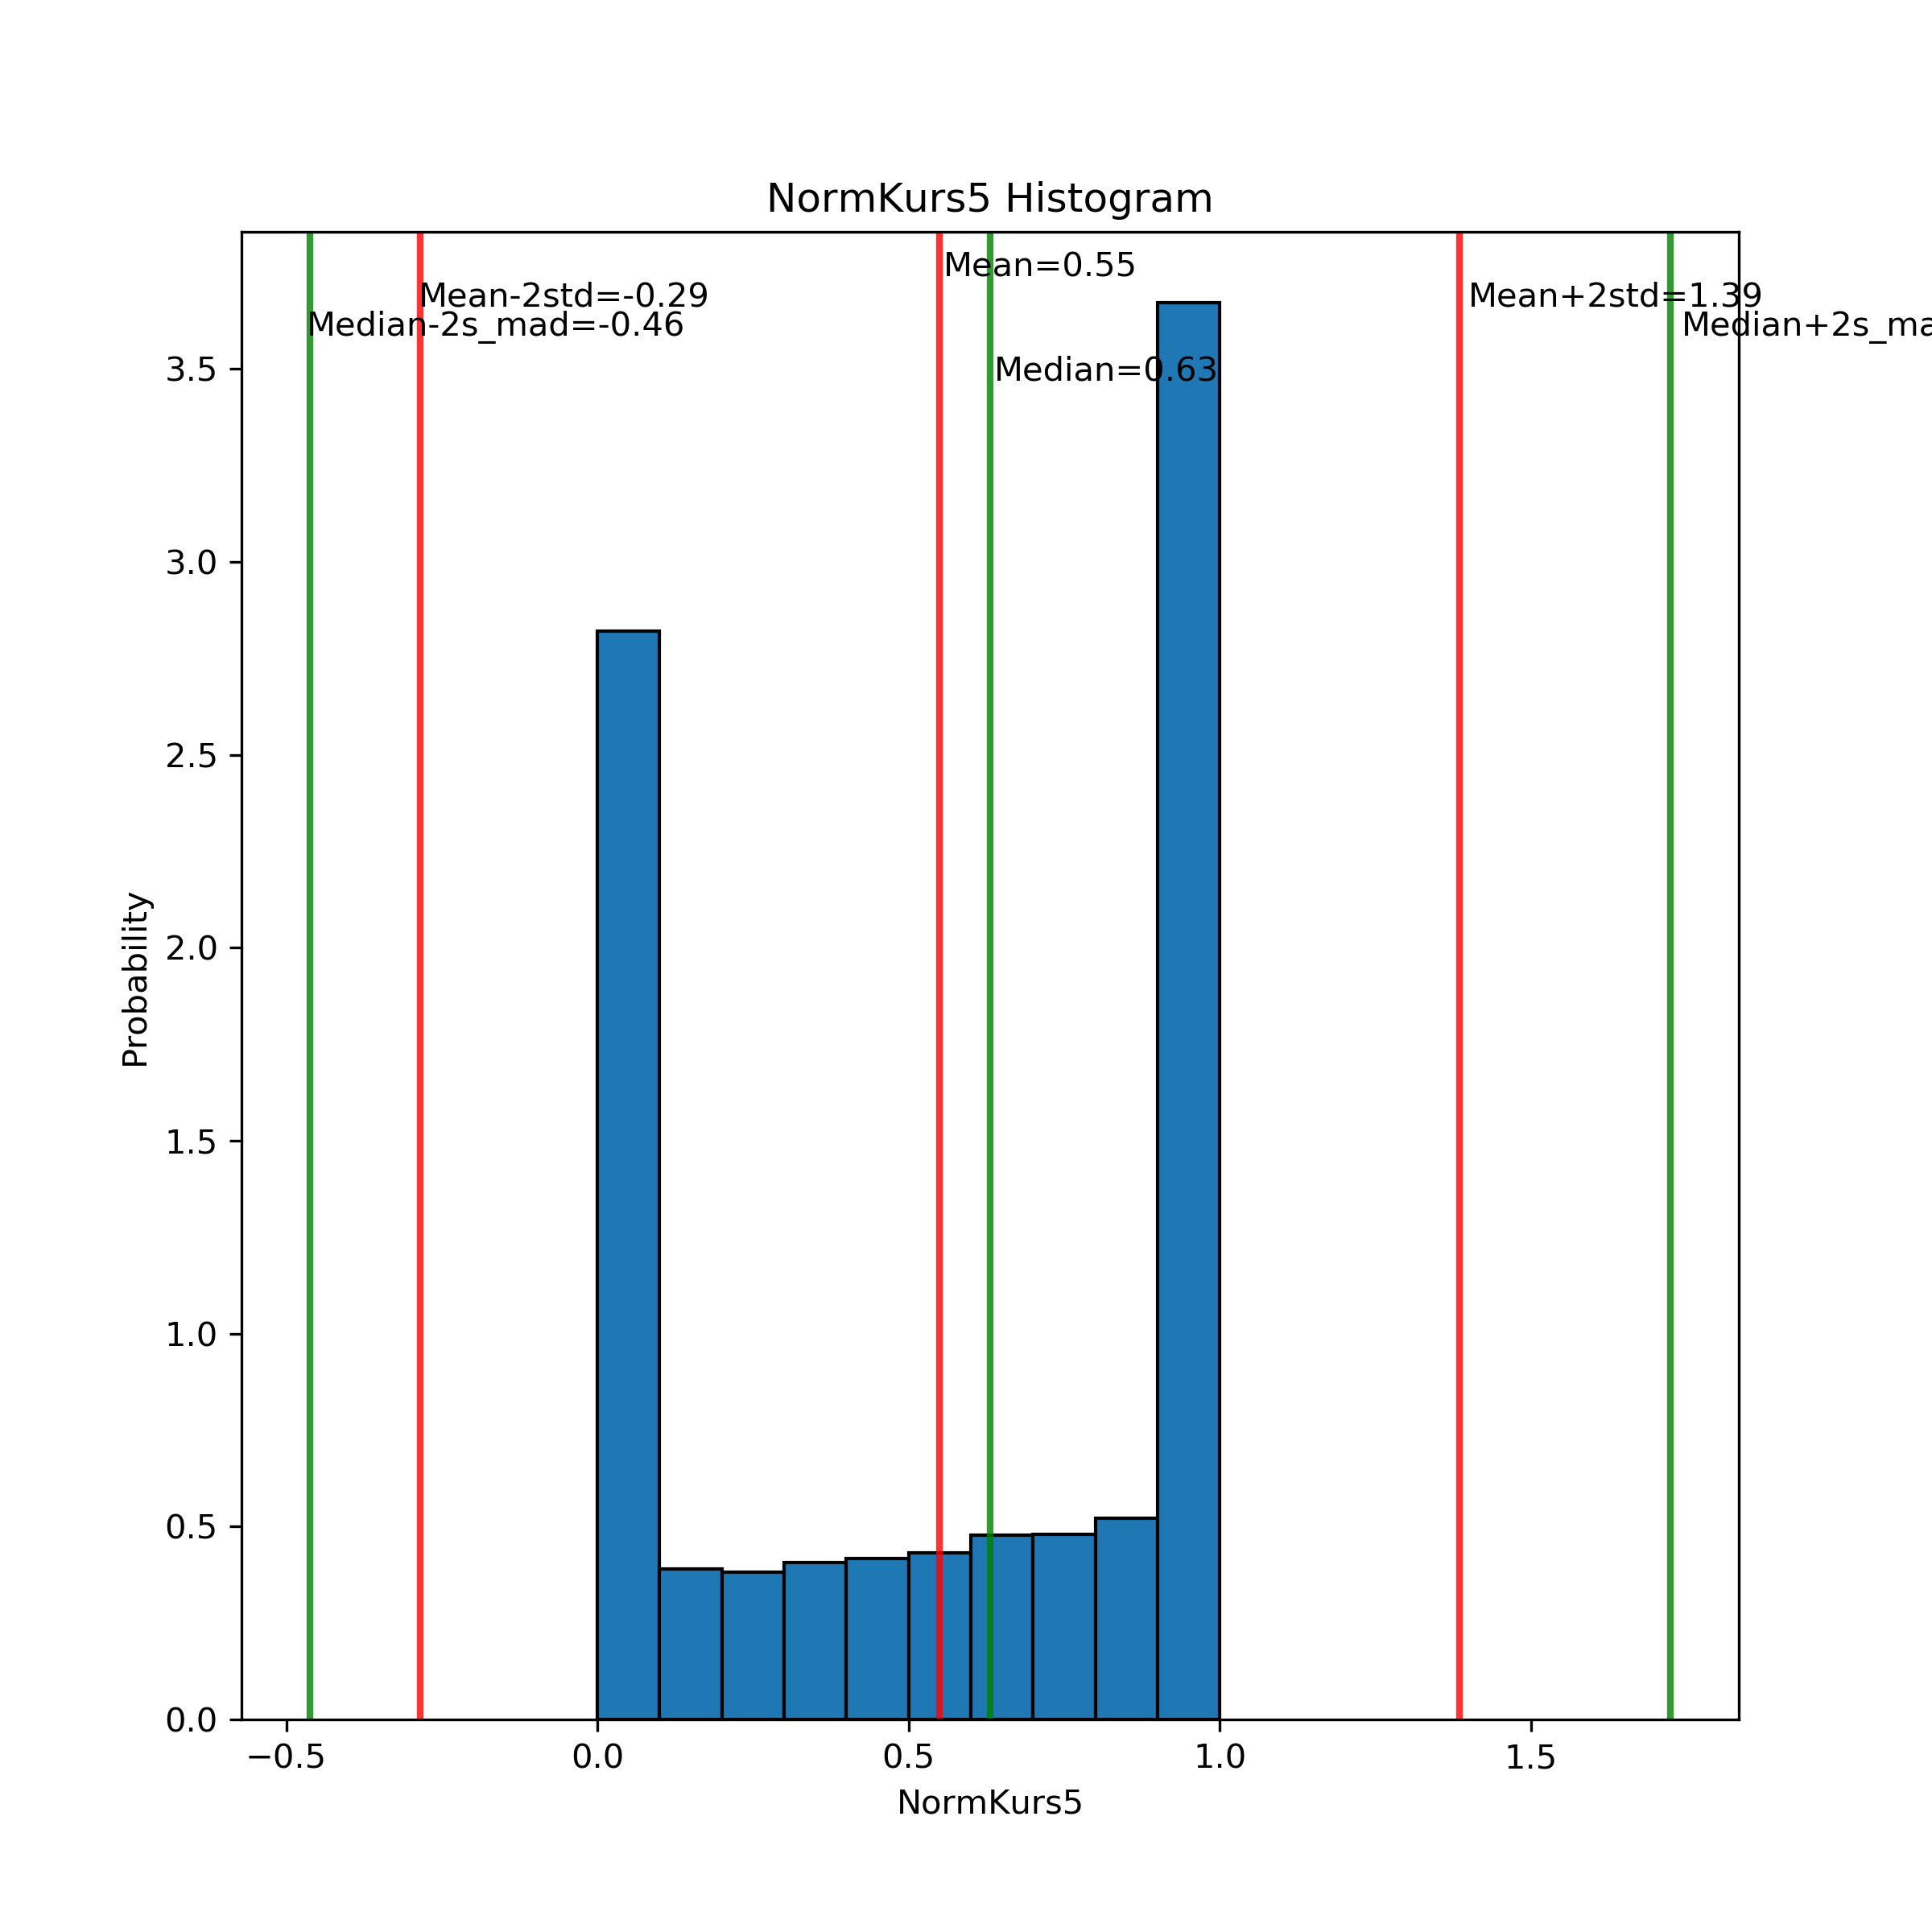 NormKurs5 Histogram
Mean=0.55
Mean-2std=-0.29
Mean+2std=1.39
Median-2s_mad=-0.46
Median+2s_ma
Median=0.63
3.5
3.0
2.5
2.0
1.5
1.0
0.5
0.0
Probability
−0.5 0.0 0.5 1.0 1.5
NormKurs5